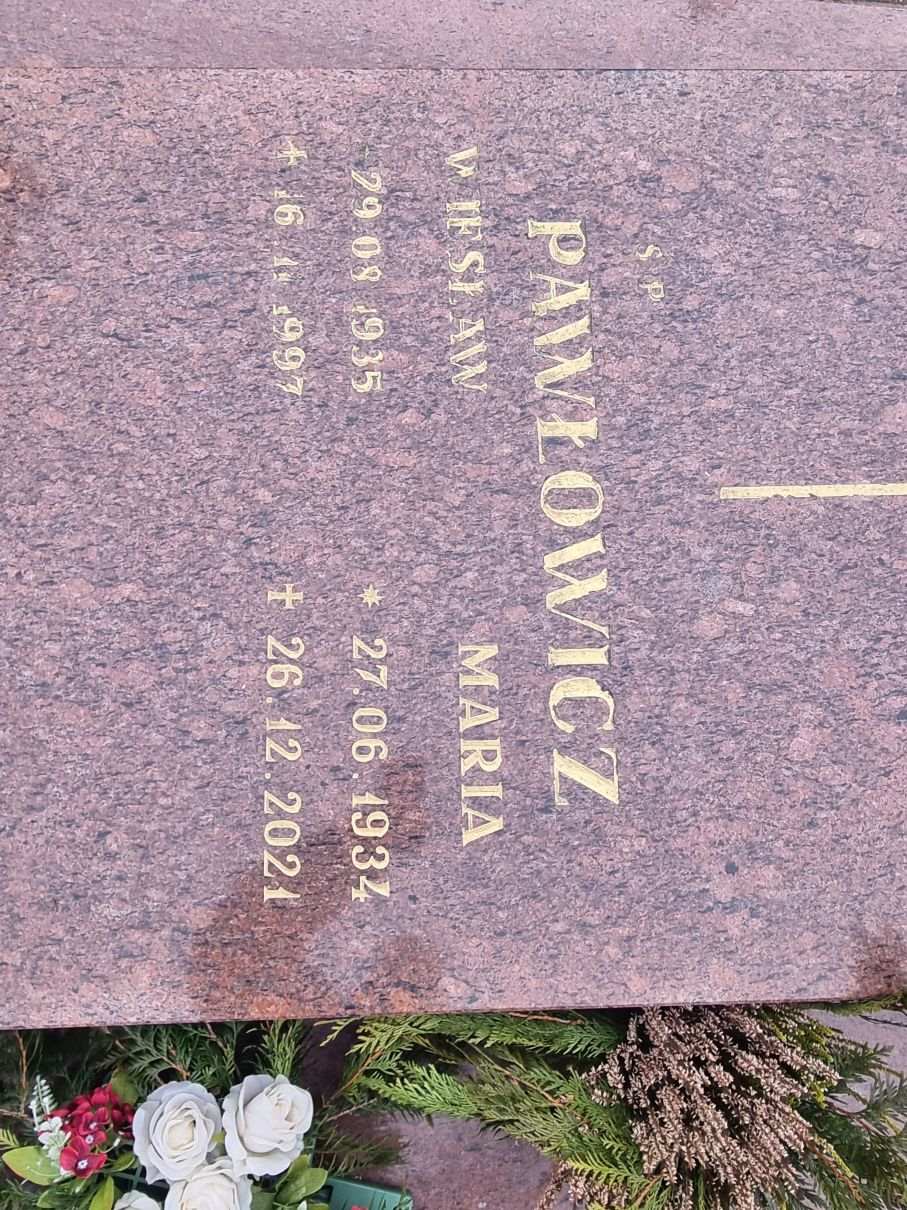 Ś P
PAWŁOWICZ
WIESŁAW MARIA
* 29.08.1935 * 27.06.1934
✝ 16.11.1997 ✝ 26.12.2021